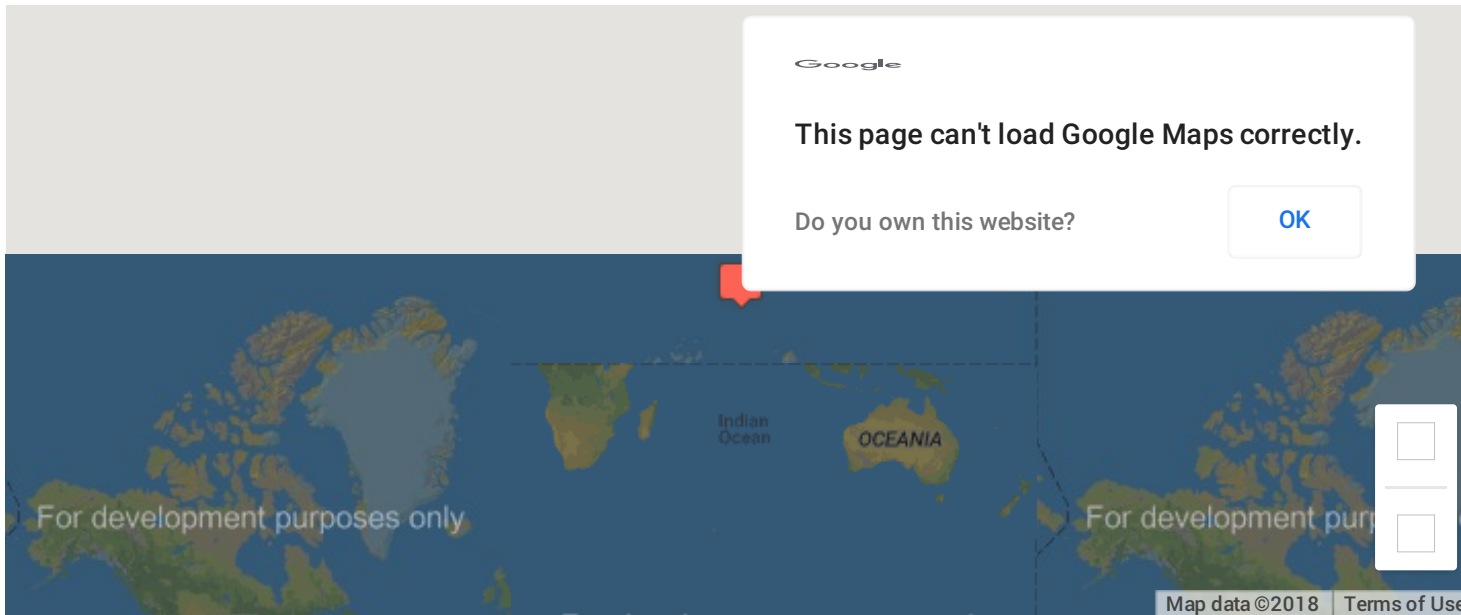 Google
This page can't load Google Maps correctly.
Do you own this website?
OK
Indian
Ocean
OCEANIA
For development purposes only
For development purp
Map data ©2018
Terms of Use